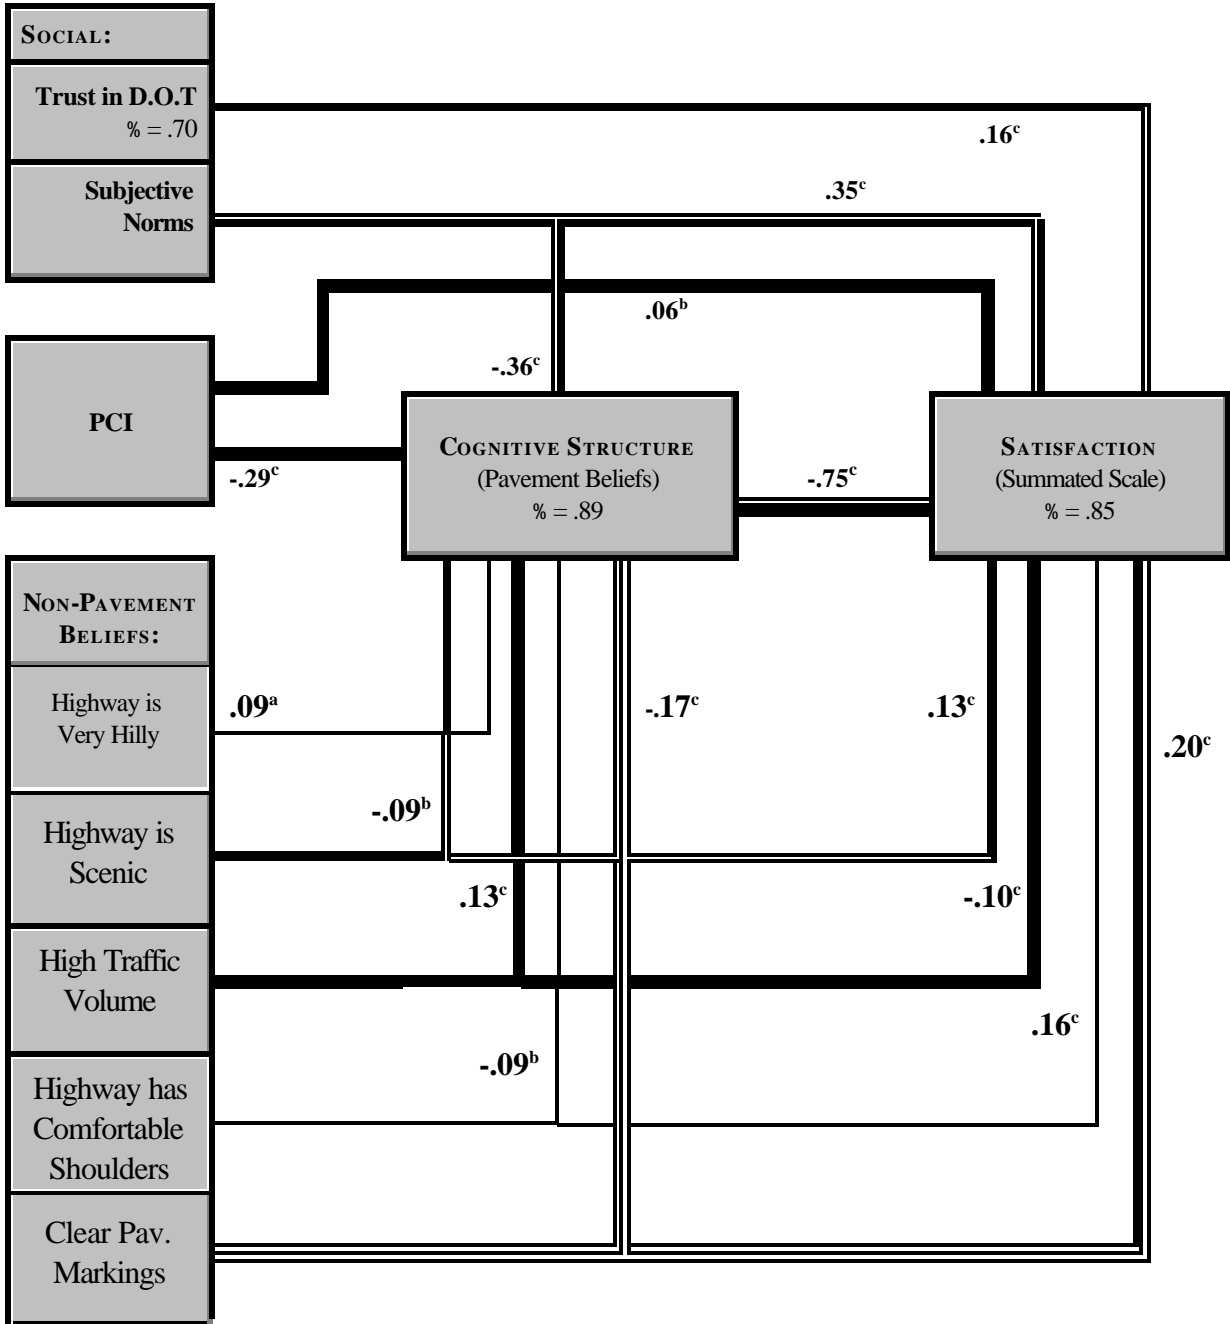 SOCIAL:
Trust in D.O.T
% = .70
.16ᶜ
Subjective
Norms
.35ᶜ
.06ᵇ
-.36ᶜ
PCI
-.29ᶜ
COGNITIVE STRUCTURE
(Pavement Beliefs)
% = .89
-.75ᶜ
SATISFACTION
(Summated Scale)
% = .85
NON-PAVEMENT
BELIEFS:
Highway is
Very Hilly
.09ᵃ
-.17ᶜ
.13ᶜ
.20ᶜ
-.09ᵇ
Highway is
Scenic
.13ᶜ
-.10ᶜ
High Traffic
Volume
.16ᶜ
-.09ᵇ
Highway has
Comfortable
Shoulders
Clear Pav.
Markings